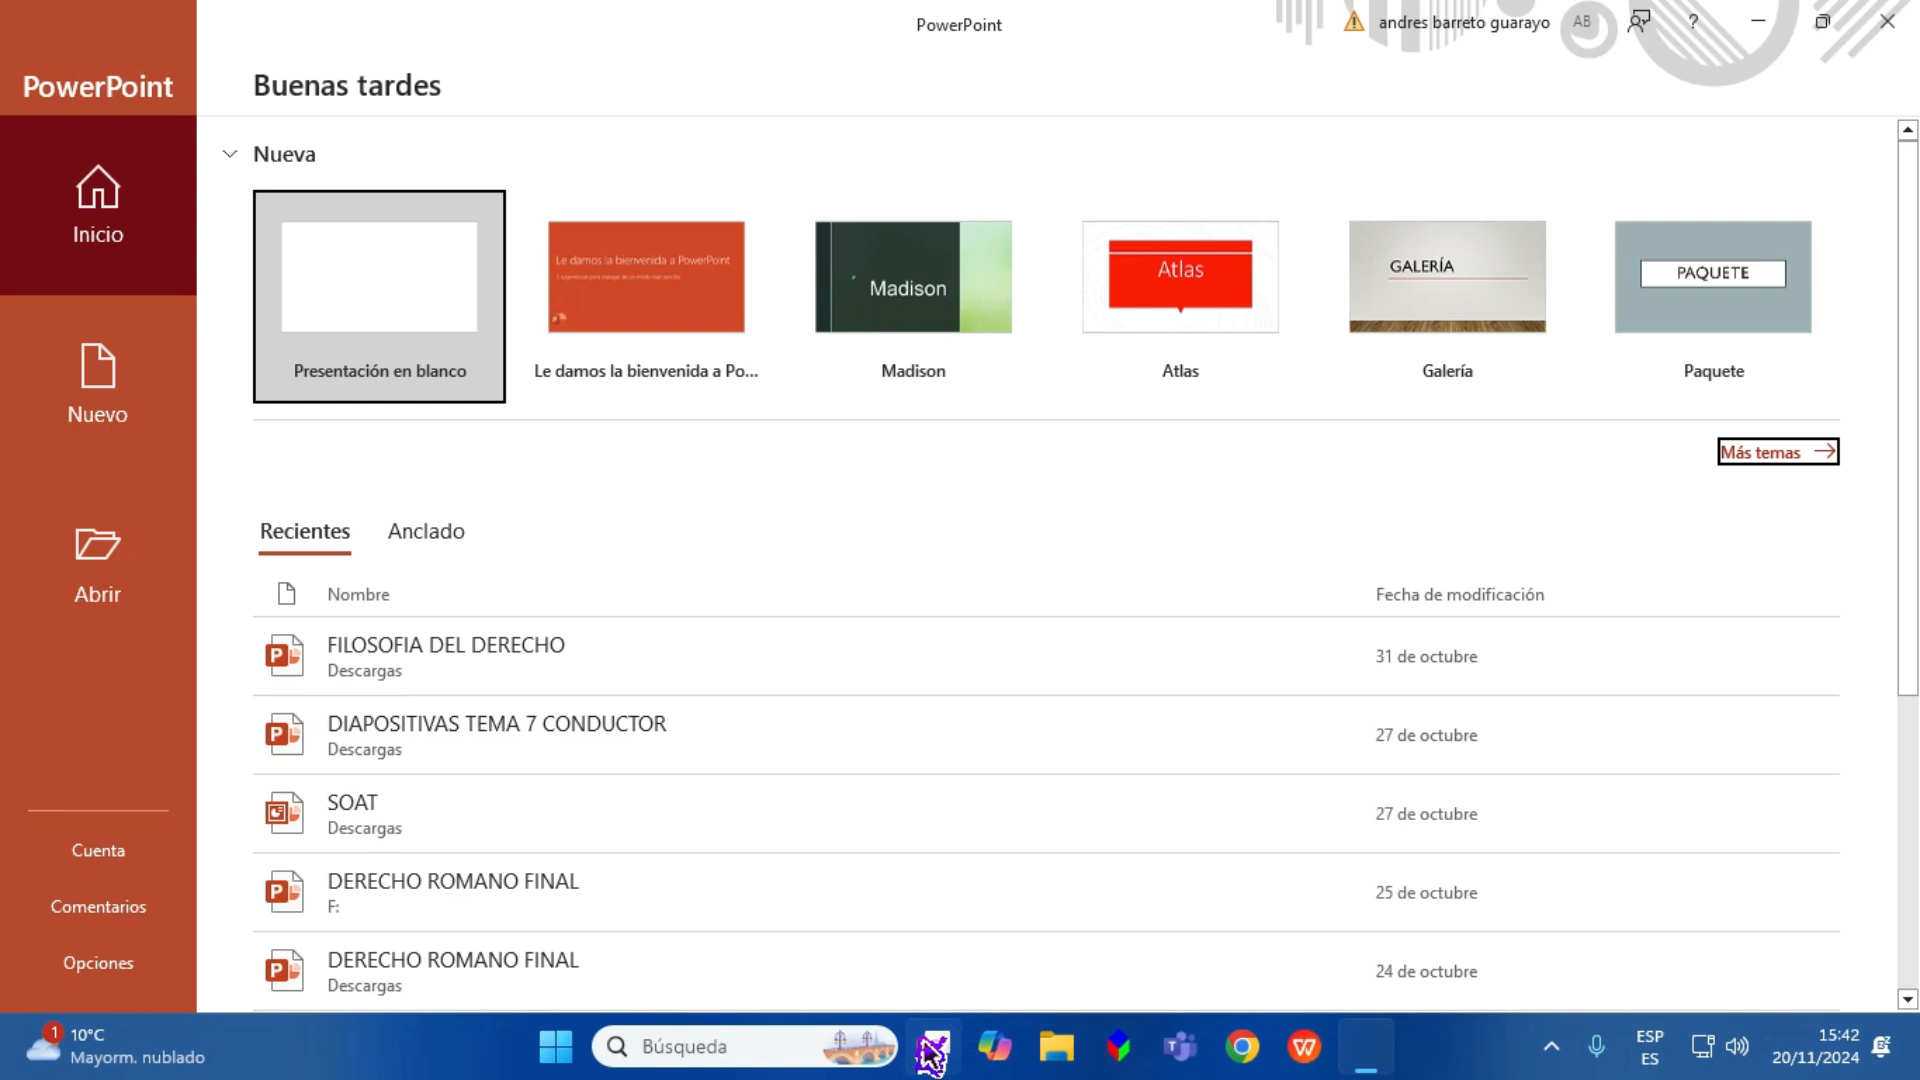 PowerPoint
andres barreto guarayo
AB
?
PowerPoint
Buenas tardes
Nueva
Inicio
Nuevo
Abrir
Cuenta
Comentarios
Opciones
Le damos la bienvenida a PowerPoint
Madison
Atlas
GALERÍA
PAQUETE
Presentación en blanco
Le damos la bienvenida a Po...
Madison
Atlas
Galería
Paquete
Más temas
Recientes
Anclado
Nombre
Fecha de modificación
FILOSOFIA DEL DERECHO
Descargas
31 de octubre
DIAPOSITIVAS TEMA 7 CONDUCTOR
Descargas
27 de octubre
SOAT
Descargas
27 de octubre
DERECHO ROMANO FINAL
F:
25 de octubre
DERECHO ROMANO FINAL
Descargas
24 de octubre
1
10°C
Mayorm. nublado
Búsqueda
ESP
ES
15:42
20/11/2024